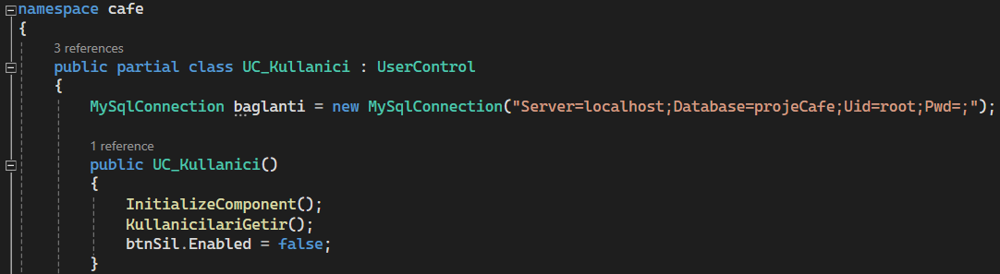 namespace cafe
{
3 references
public partial class UC_Kullanici : UserControl
{
MySqlConnection baglanti = new MySqlConnection("Server=localhost;Database=projeCafe;Uid=root;Pwd=;");
1 reference
public UC_Kullanici()
{
InitializeComponent();
KullanicilariGetir();
btnSil.Enabled = false;
}